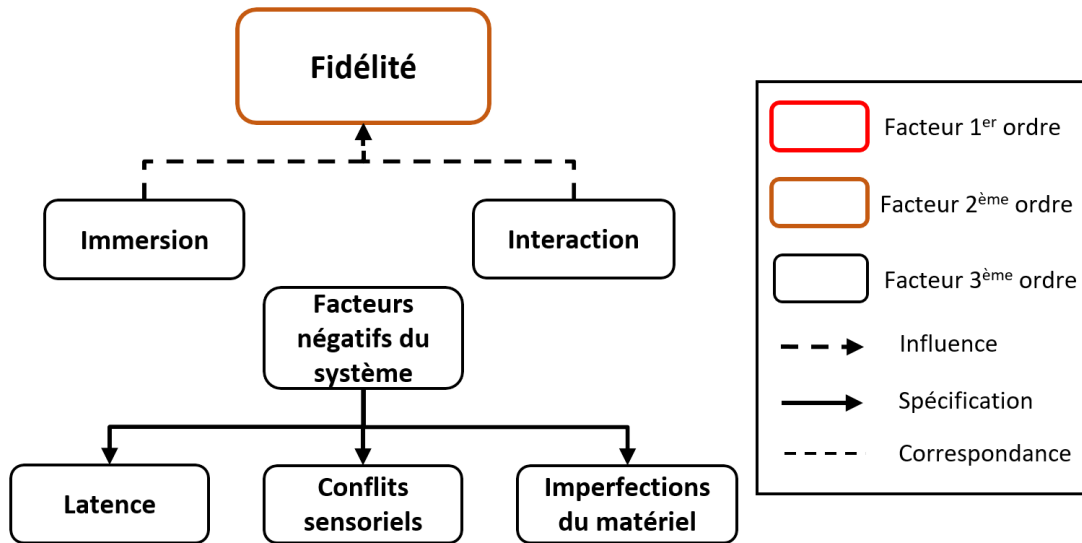 Fidélité
Immersion
Interaction
Facteurs
négatifs du
système
Latence
Conflits
sensoriels
Imperfections
du matériel
Facteur 1er ordre
Facteur 2ème ordre
Facteur 3ème ordre
Influence
Spécification
Correspondance